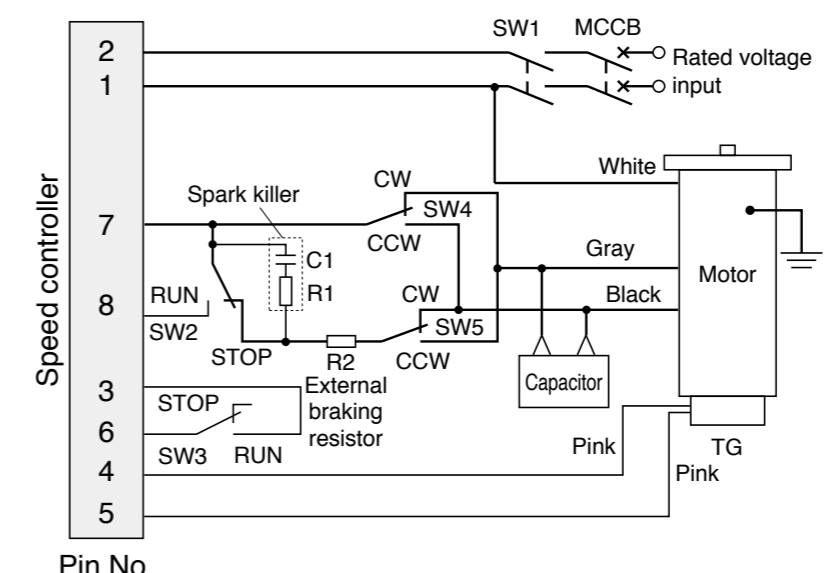 SW1 MCCB
2
Rated voltage
1
input
White
Spark killer
CW
SW4
7
CCW
Gray
C1
Motor
R1
8
RUN
CW
Black
SW2
SW5
STOP
R2
CCW
Capacitor
3
External
STOP
braking
6
resistor
SW3 RUN
Pink
TG
4
Pink
5
Speed controller
Pin No